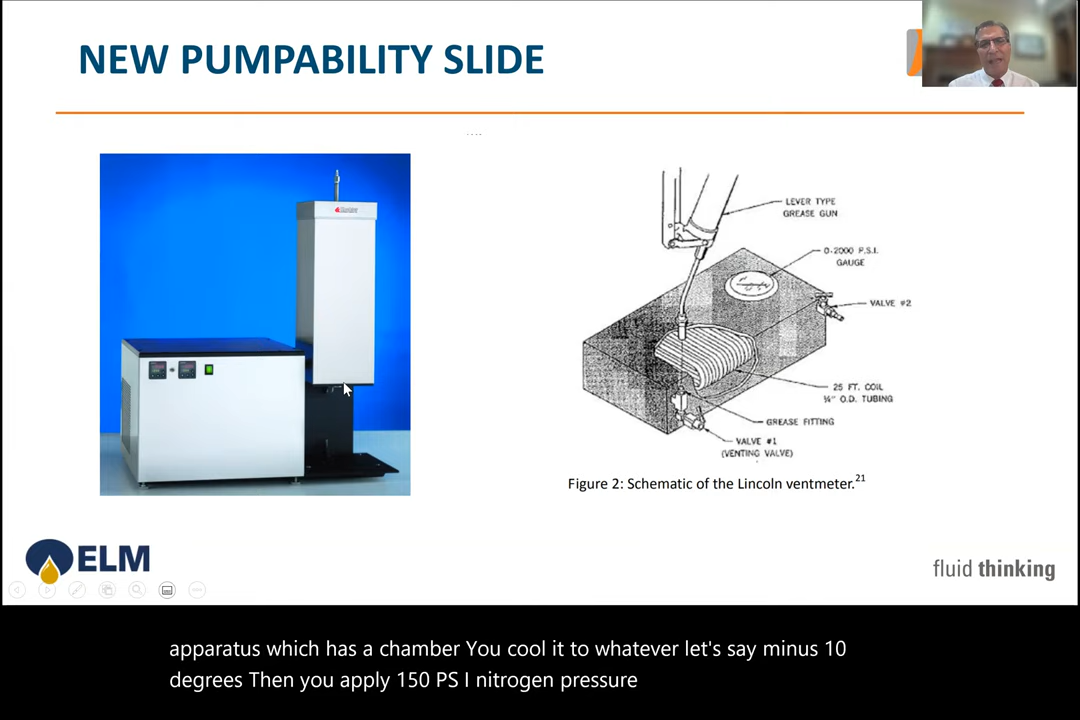 NEW PUMPABILITY SLIDE
LEVER TYPE
GREASE GUN
0-2000 P.S.I.
GAUGE
VALVE #2
25 FT. COIL
¼" O.D. TUBING
GREASE FITTING
VALVE #1
(VENTING VALVE)
Figure 2: Schematic of the Lincoln ventmeter.21
ELM
fluid thinking
apparatus which has a chamber You cool it to whatever let's say minus 10
degrees Then you apply 150 PS I nitrogen pressure